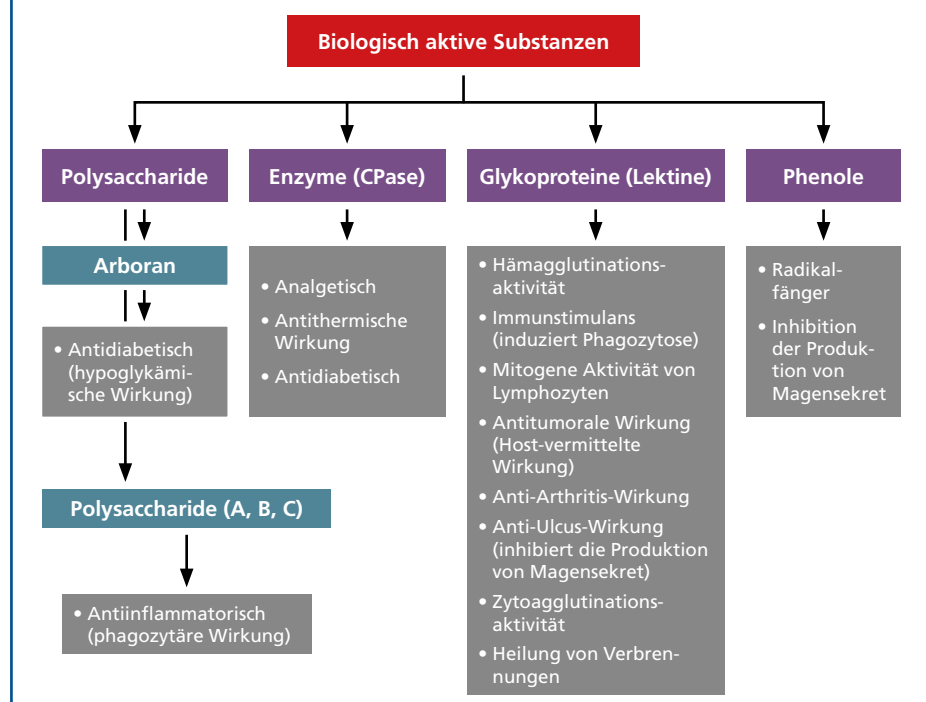 Biologisch aktive Substanzen
Polysaccharide
Arboran
• Antidiabetisch
(hypoglykämi-
sche Wirkung)
Polysaccharide (A, B, C)
• Antiinflammatorisch
(phagozytäre Wirkung)
Enzyme (CPase)
• Analgetisch
• Antithermische
Wirkung
• Antidiabetisch
Glykoproteine (Lektine)
• Hämagglutinations-
aktivität
• Immunstimulans
(induziert Phagozytose)
• Mitogene Aktivität von
Lymphozyten
• Antitumorale Wirkung
(Host-vermittelte
Wirkung)
• Anti-Arthritis-Wirkung
• Anti-Ulcus-Wirkung
(inhibiert die Produktion
von Magensekret)
• Zytoagglutinations-
aktivität
• Heilung von Verbren-
nungen
Phenole
• Radikal-
fänger
• Inhibition
der Produk-
tion von
Magensekret